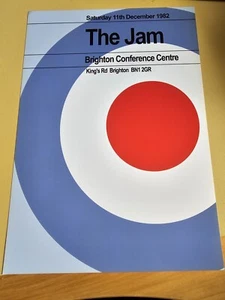 Saturday 11th December 1982
The Jam
Brighton Conference Centre
King's Rd Brighton BN1 2GR